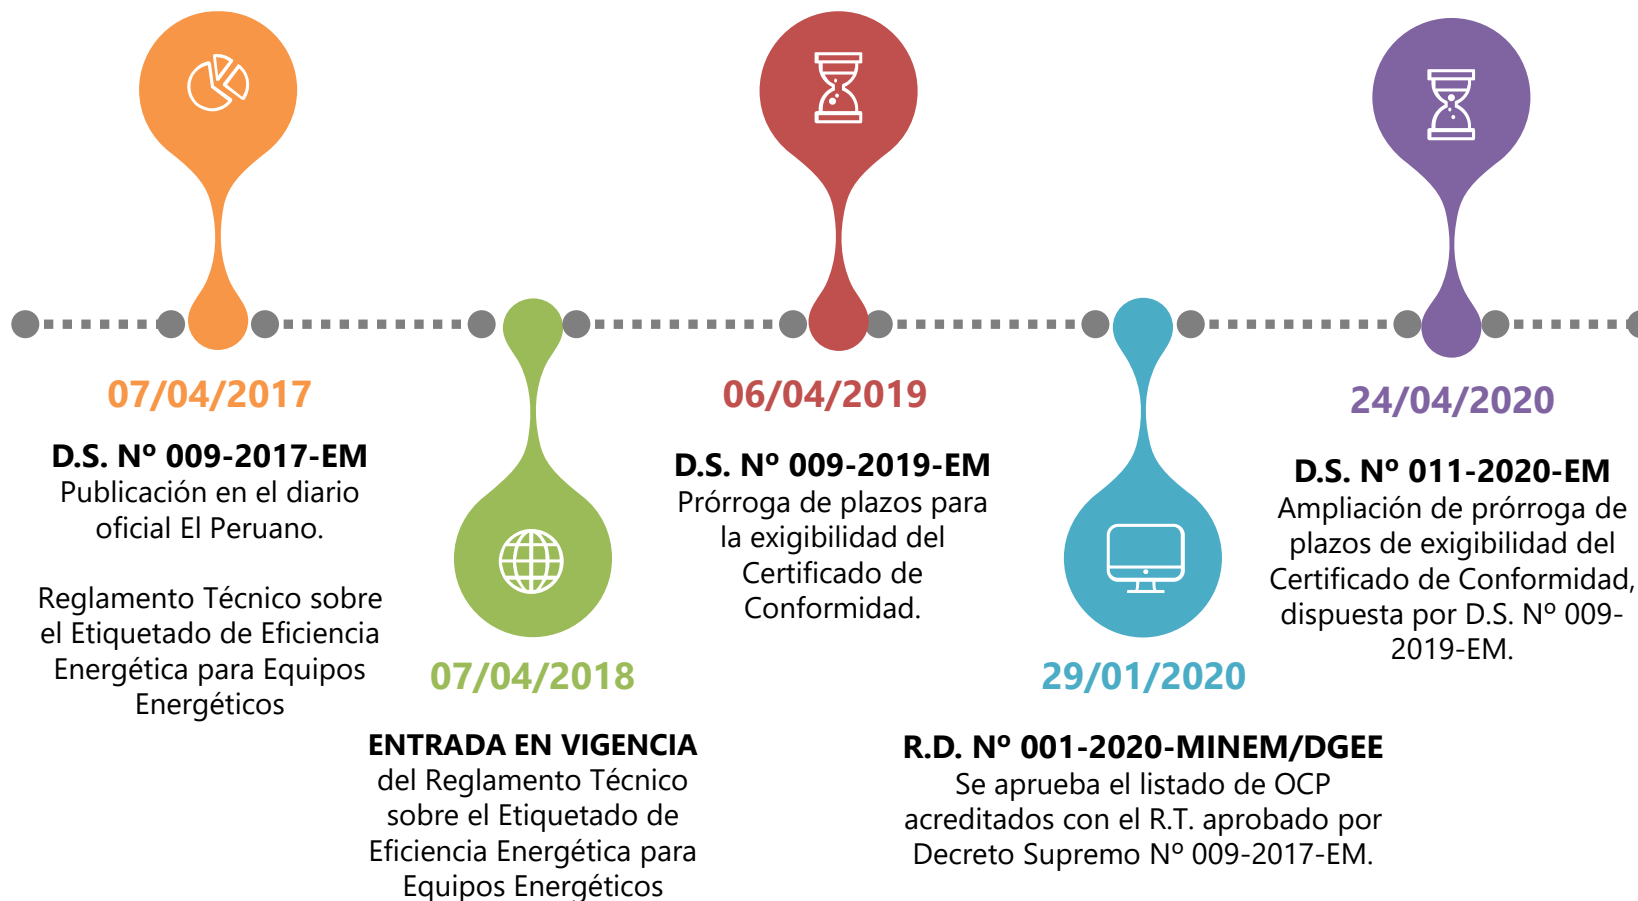 07/04/2017
D.S. Nº 009-2017-EM
Publicación en el diario
oficial El Peruano.
Reglamento Técnico sobre
el Etiquetado de Eficiencia
Energética para Equipos
Energéticos
07/04/2018
ENTRADA EN VIGENCIA
del Reglamento Técnico
sobre el Etiquetado de
Eficiencia Energética para
Equipos Energéticos
06/04/2019
D.S. Nº 009-2019-EM
Prórroga de plazos para
la exigibilidad del
Certificado de
Conformidad.
29/01/2020
R.D. Nº 001-2020-MINEM/DGEE
Se aprueba el listado de OCP
acreditados con el R.T. aprobado por
Decreto Supremo Nº 009-2017-EM.
24/04/2020
D.S. Nº 011-2020-EM
Ampliación de prórroga de
plazos de exigibilidad del
Certificado de Conformidad,
dispuesta por D.S. Nº 009-
2019-EM.